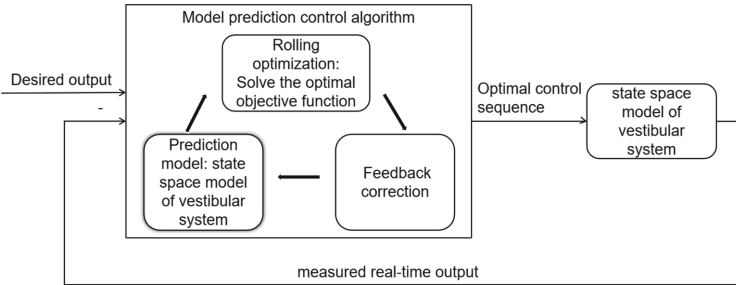 Model prediction control algorithm
Rolling
optimization:
Solve the optimal
objective function
Desired output
-
Optimal control
sequence
state space
model of
vestibular
system
Prediction
model: state
space model
of vestibular
system
Feedback
correction
measured real-time output